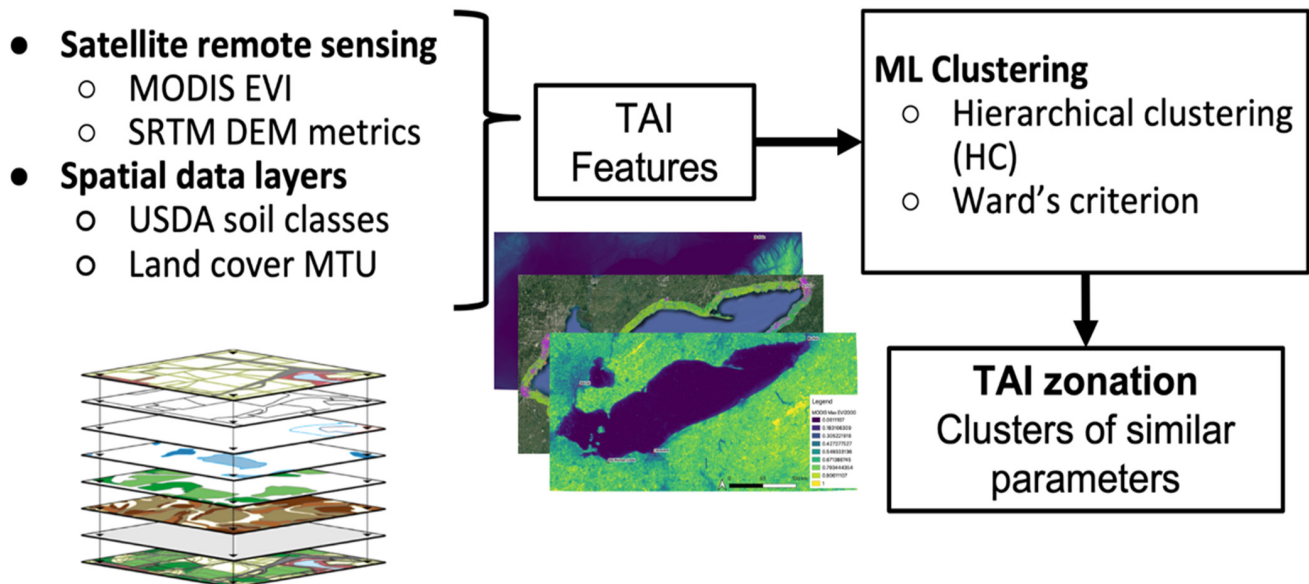 ● Satellite remote sensing
○ MODIS EVI
○ SRTM DEM metrics
● Spatial data layers
○ USDA soil classes
○ Land cover MTU
TAI
Features
ML Clustering
○ Hierarchical clustering
(HC)
○ Ward's criterion
TAI zonation
Clusters of similar
parameters
Legend